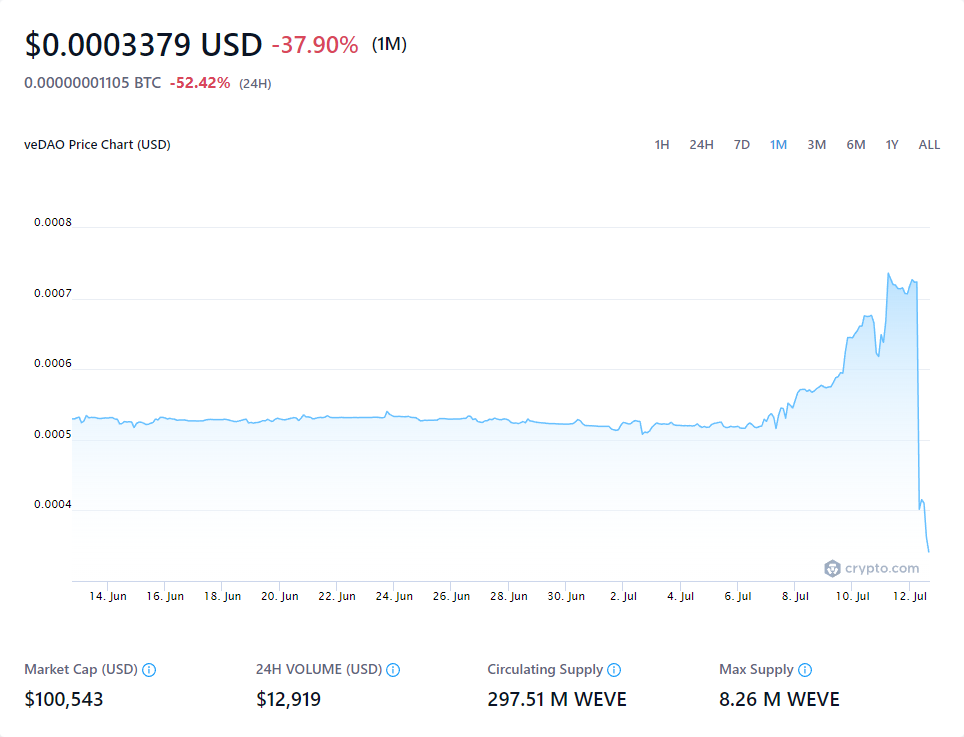 $0.0003379 USD -37.90% (1M)
0.00000001105 BTC -52.42% (24H)
veDAO Price Chart (USD) 1H 24H 7D 1M 3M 6M 1Y ALL
0.0008
0.0007
0.0006
0.0005
0.0004
crypto.com
14. Jun 16. Jun 18. Jun 20. Jun 22. Jun 24. Jun 26. Jun 28. Jun 30. Jun 2. Jul 4. Jul 6. Jul 8. Jul 10. Jul 12. Jul
Market Cap (USD) 24H VOLUME (USD) Circulating Supply Max Supply
$100,543 $12,919 297.51 M WEVE 8.26 M WEVE